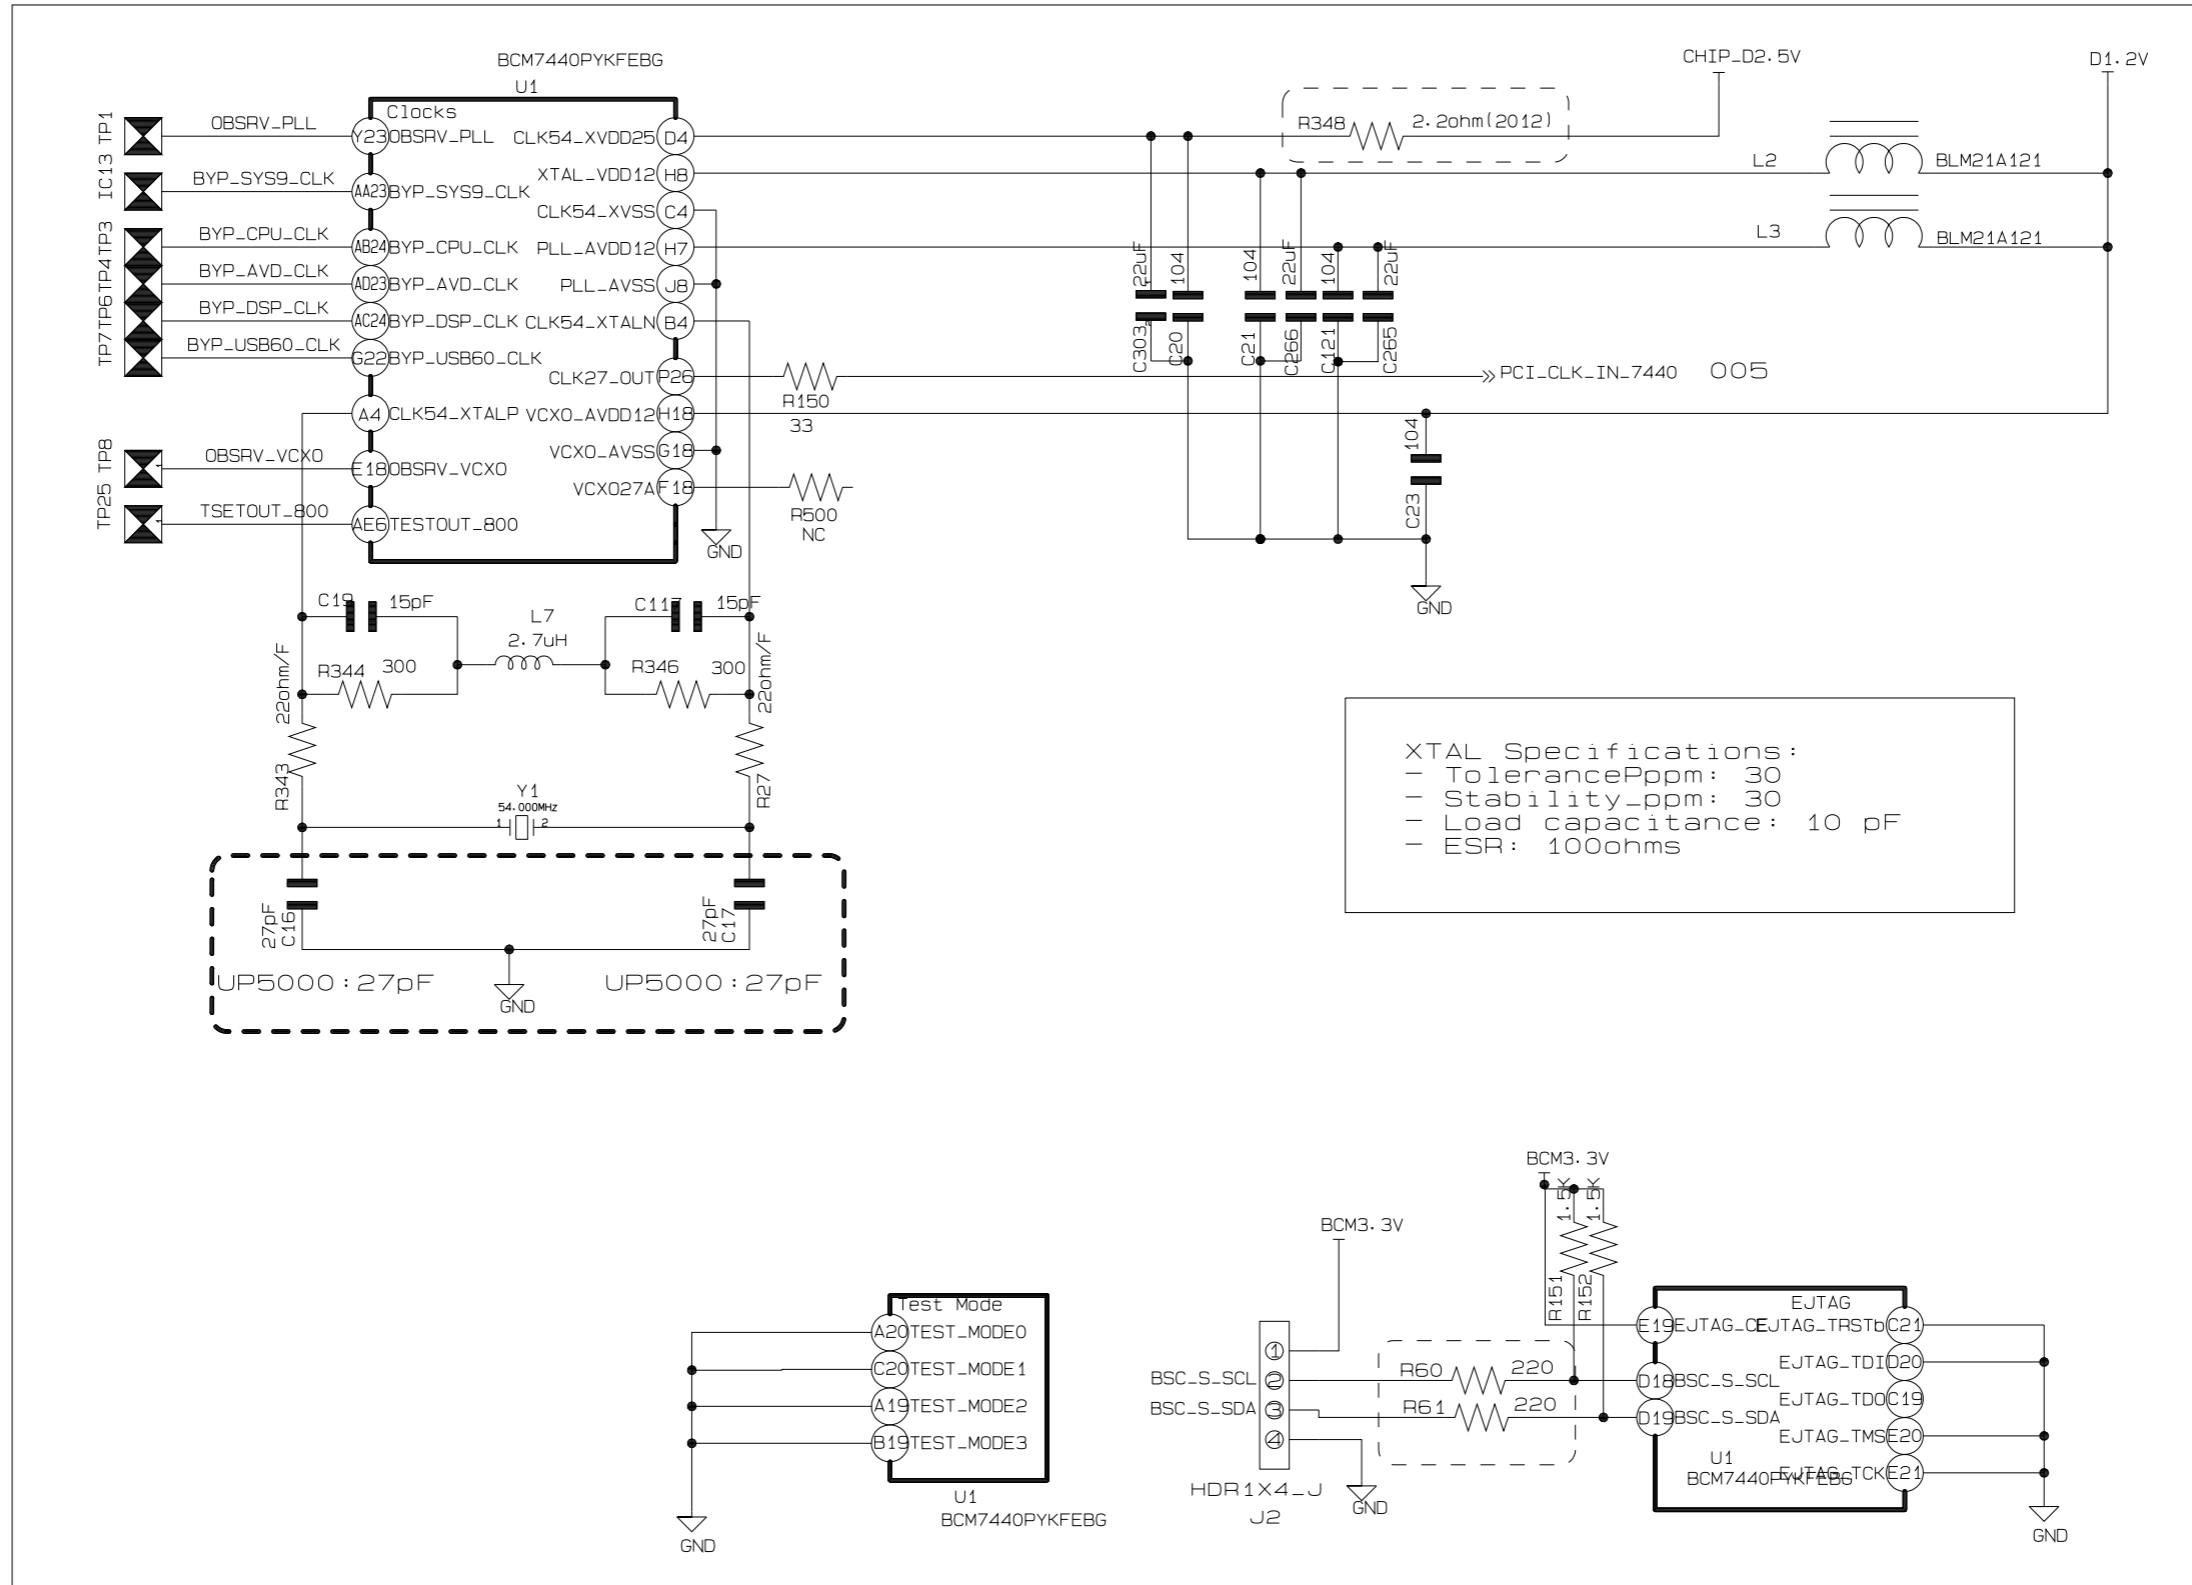 BCM7440PYKFEBG
U1
Clocks
TP1
OBSRV_PLL
Y23
OBSRV_PLL
CLK54_XVDD25
D4
IC13
BYP_SYS9_CLK
AA23
BYP_SYS9_CLK
XTAL_VDD12
H8
CLK54_XVSS
C4
TP3
BYP_CPU_CLK
AB24
BYP_CPU_CLK
PLL_AVDD12
H7
TP4
BYP_AVD_CLK
AD23
BYP_AVD_CLK
PLL_AVSS
J8
TP6
BYP_DSP_CLK
AC24
BYP_DSP_CLK
CLK54_XTALN
B4
TP7
BYP_USB60_CLK
G22
BYP_USB60_CLK
CLK27_OUT
P26
A4
CLK54_XTALP
VCXO_AVDD12
H18
TP8
OBSRV_VCXO
E18
OBSRV_VCXO
VCXO_AVSS
G18
VCXO27A
F18
TP25
TSETOUT_800
AE6
TESTOUT_800
R150
33
R500
NC
GND
CHIP_D2.5V
D1.2V
R348
2.2ohm(2012)
L2
BLM21A121
L3
BLM21A121
22uF
104
104
22uF
104
22uF
C303
C20
C21
C266
C121
C265
PCI_CLK_IN_7440
005
104
C23
GND
C19
15pF
L7
2.7uH
C117
15pF
22ohm/F
R344
300
R346
300
22ohm/F
R343
R27
Y1
54.000MHz
1
2
27pF
C16
27pF
C17
UP5000:27pF
UP5000:27pF
GND
XTAL Specifications:
- TolerancePppm: 30
- Stability_ppm: 30
- Load capacitance: 10 pF
- ESR: 100ohms
Test Mode
A20
TEST_MODE0
C20
TEST_MODE1
A19
TEST_MODE2
B19
TEST_MODE3
U1
BCM7440PYKFEBG
GND
BCM3.3V
BCM3.3V
1.5K
1.5K
R151
R152
1
BSC_S_SCL
2
BSC_S_SDA
3
4
HDR1X4_J
J2
GND
R60
220
R61
220
EJTAG
E19
EJTAG_CE
EJTAG_TRSTb
C21
EJTAG_TDI
D20
D18
BSC_S_SCL
EJTAG_TDO
C19
D19
BSC_S_SDA
EJTAG_TMS
E20
U1
EJTAG_TCK
E21
BCM7440PYKFEBG
GND